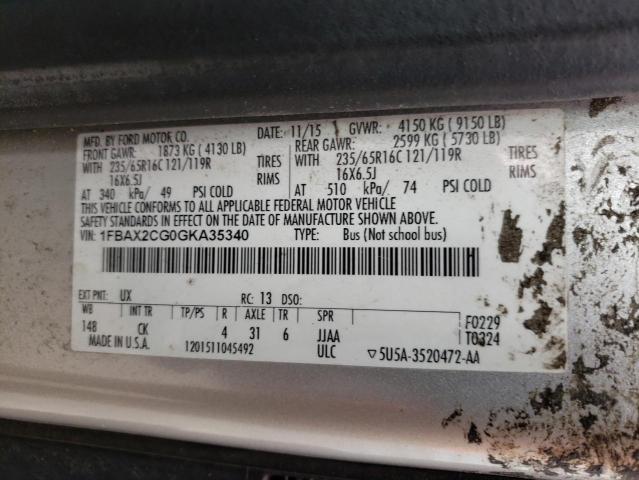 MFD. BY FORD MOTOR CO. DATE: 11/15 GVWR: 4150 KG ( 9150 LB)
FRONT GAWR: 1873 KG ( 4130 LB) REAR GAWR: 2599 KG ( 5730 LB)
WITH 235/65R16C 121/119R TIRES WITH 235/65R16C 121/119R TIRES
16X6.5J RIMS 16X6.5J RIMS
AT 340 kPa/ 49 PSI COLD AT 510 kPa/ 74 PSI COLD
THIS VEHICLE CONFORMS TO ALL APPLICABLE FEDERAL MOTOR VEHICLE
SAFETY STANDARDS IN EFFECT ON THE DATE OF MANUFACTURE SHOWN ABOVE.
VIN: 1FBAX2CG0GKA35340 TYPE: Bus (Not school bus)
EXT PNT: UX RC: 13 DSO:
WB INT TR TP/PS R AXLE TR SPR F0229
148 CK 4 31 6 JJAA T0324
MADE IN U.S.A. 1201511045492 ULC ▽5U5A-3520472-AA